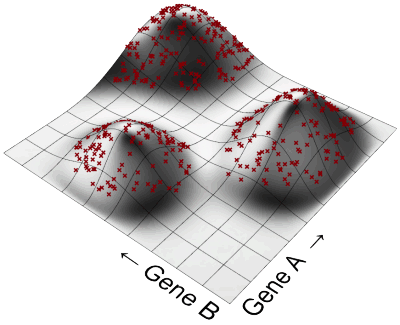 ← Gene B
Gene A →